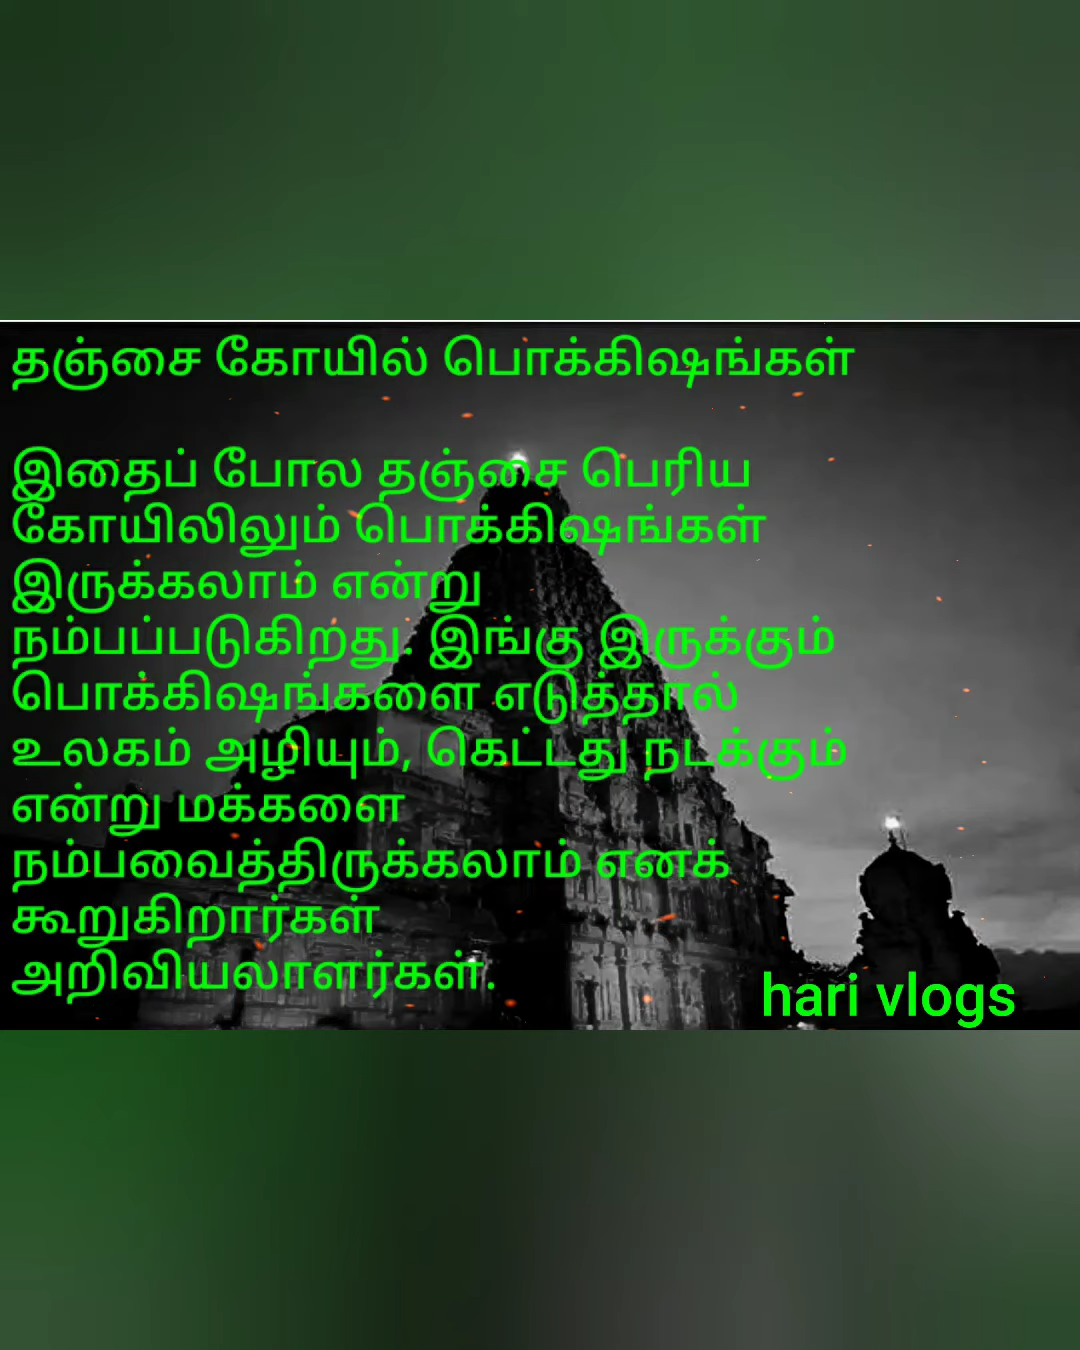 தஞ்சை கோயில் பொக்கிஷங்கள்
இதைப் போல தஞ்சை பெரிய
கோயிலிலும் பொக்கிஷங்கள்
இருக்கலாம் என்று
நம்பப்படுகிறது. இங்கு இருக்கும்
பொக்கிஷங்களை எடுத்தால்
உலகம் அழியும், கெட்டது நடக்கும்
என்று மக்களை
நம்பவைத்திருக்கலாம் எனக்
கூறுகிறார்கள்
அறிவியலாளர்கள்.
hari vlogs